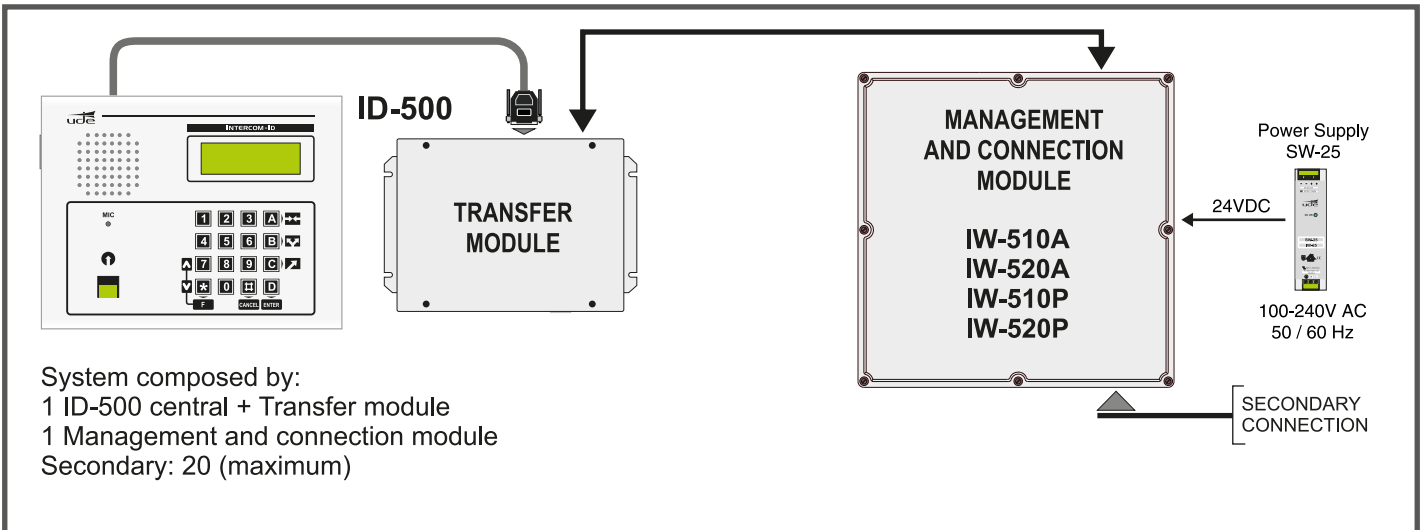 ude
INTERCOM-ID
MIC
1 2 3 A
4 5 6 B
7 8 9 C
* 0 # D
F CANCEL ENTER
ID-500
TRANSFER
MODULE
MANAGEMENT
AND CONNECTION
MODULE
IW-510A
IW-520A
IW-510P
IW-520P
24VDC
Power Supply
SW-25
ude
100-240V AC
50 / 60 Hz
SECONDARY
CONNECTION
System composed by:
1 ID-500 central + Transfer module
1 Management and connection module
Secondary: 20 (maximum)